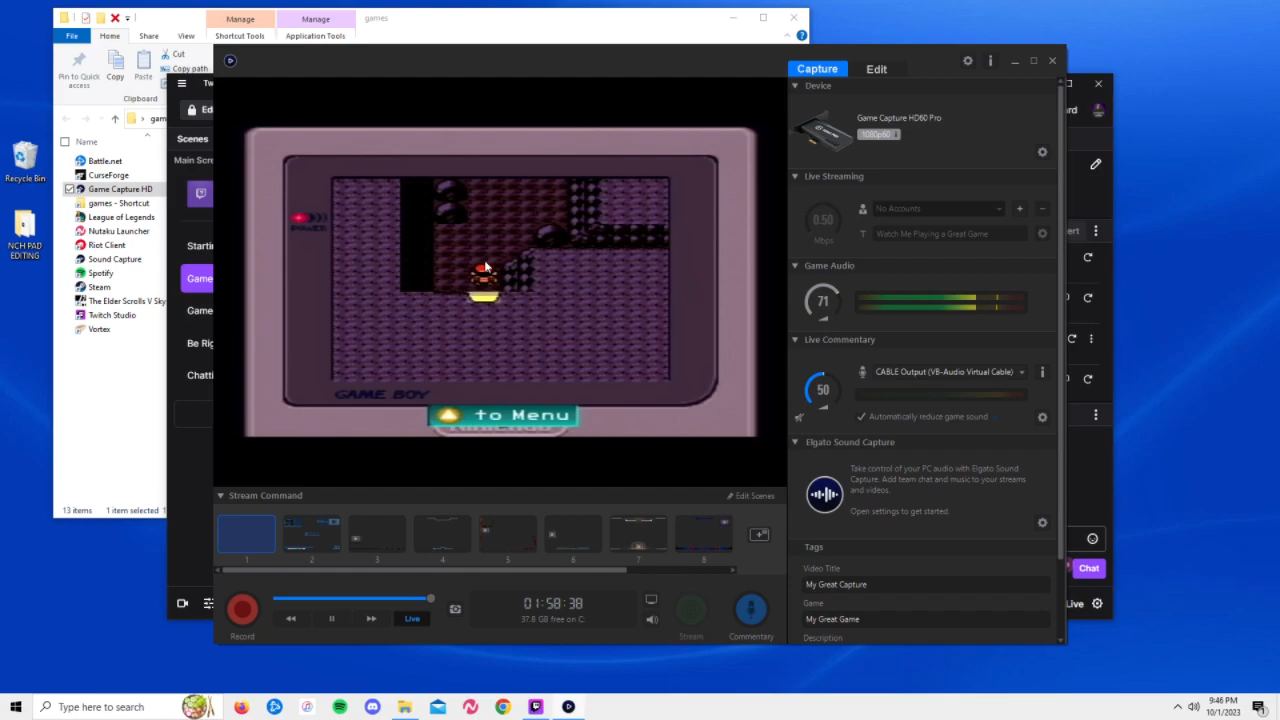 Manage
Manage
games
File
Home
Share
View
Shortcut Tools
Application Tools
Pin to Quick
access
Copy
Paste
Cut
Copy path
Clipboard
gam
Name
Battle.net
CurseForge
Game Capture HD
games - Shortcut
League of Legends
Nutaku Launcher
Riot Client
Sound Capture
Spotify
Steam
The Elder Scrolls V Sky
Twitch Studio
Vortex
13 items
1 item selected
Recycle Bin
NCH PAD
EDITING
Tw
Edi
Scenes
Main Scre
Startin
Game
Game
Be Rig
Chatti
POWER
GAME BOY
to Menu
Nintendo
Stream Command
Edit Scenes
1
2
3
4
5
6
7
8
Record
Live
01:58:38
37.8 GB free on C:
Stream
Commentary
Capture
Edit
Device
Game Capture HD60 Pro
1080p60
Live Streaming
0.50
Mbps
No Accounts
T
Watch Me Playing a Great Game
Game Audio
71
Live Commentary
50
CABLE Output (VB-Audio Virtual Cable)
Automatically reduce game sound
Elgato Sound Capture
Take control of your PC audio with Elgato Sound
Capture. Add team chat and music to your streams
and videos.
Open settings to get started.
Tags
Video Title
My Great Capture
Game
My Great Game
Description
ard
ert
Chat
Live
Type here to search
9:46 PM
10/1/2023